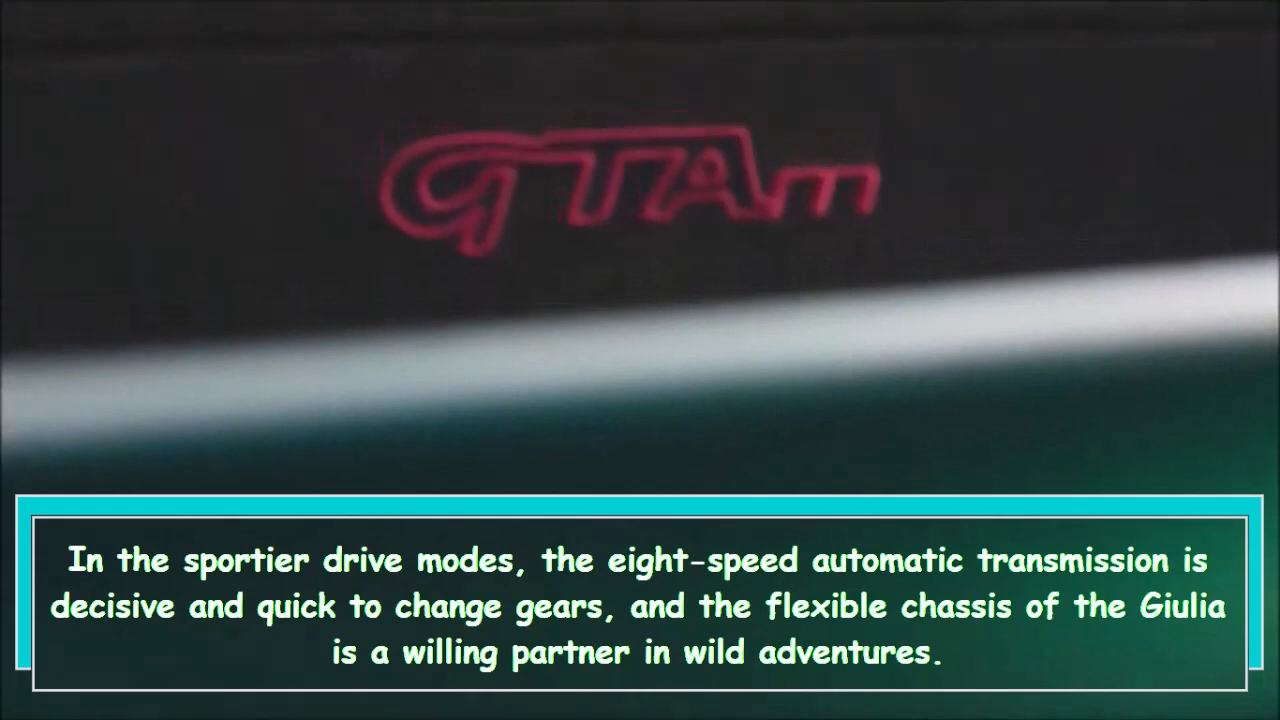 GTAm
In the sportier drive modes, the eight-speed automatic transmission is
decisive and quick to change gears, and the flexible chassis of the Giulia
is a willing partner in wild adventures.